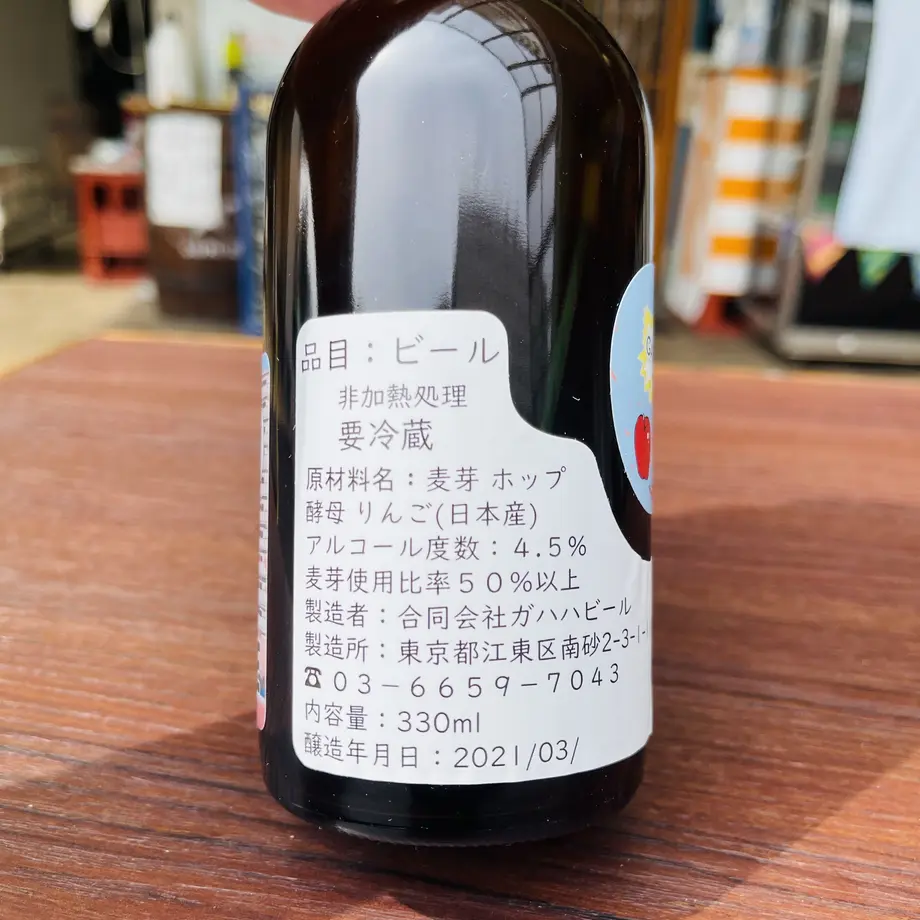 品目：ビール
非加熱処理
要冷蔵
原材料名：麦芽 ホップ
酵母 りんご(日本産)
アルコール度数：4.5%
麦芽使用比率５０%以上
製造者：合同会社ガハハビール
製造所：東京都江東区南砂2-3-1-
☎０３－６６５９－７０４３
内容量：330ml
醸造年月日：2021/03/